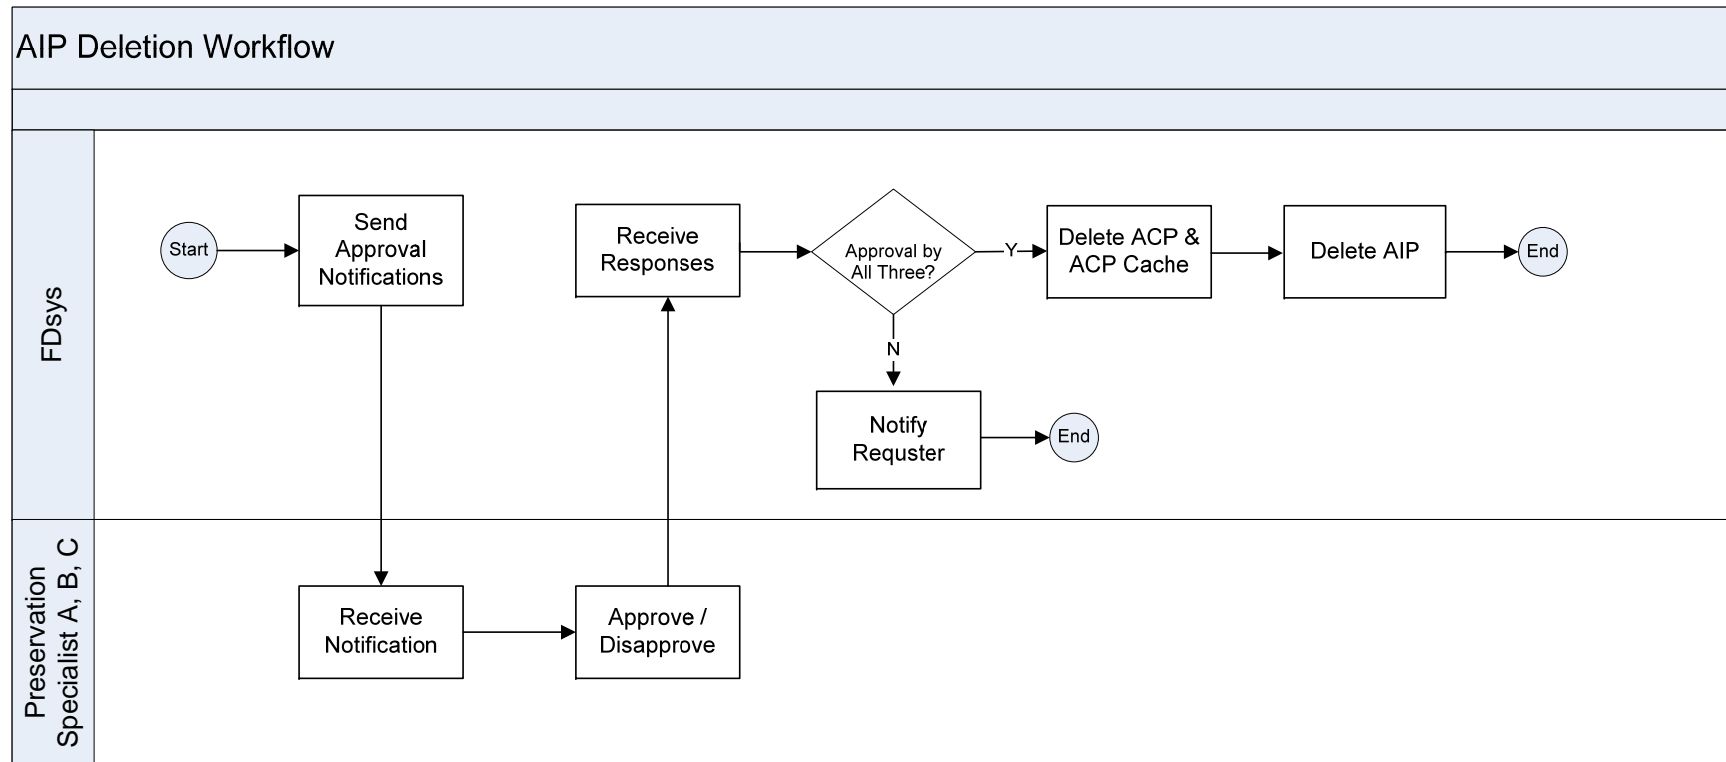 AIP Deletion Workflow
FDsys
Start
Send
Approval
Notifications
Receive
Responses
Approval by
All Three?
Y
Delete ACP &
ACP Cache
Delete AIP
End
N
Notify
Requster
End
Preservation
Specialist A, B, C
Receive
Notification
Approve /
Disapprove